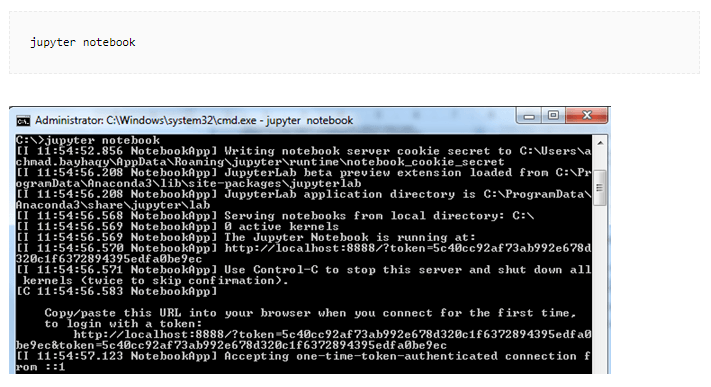 jupyter notebook
Administrator: C:\Windows\system32\cmd.exe - jupyter  notebook
C:\>jupyter notebook
[I 11:54:52.856 NotebookApp] Writing notebook server cookie secret to C:\Users\a
chmad.bayhaqy\AppData\Roaming\jupyter\runtime\notebook_cookie_secret
[I 11:54:56.208 NotebookApp] JupyterLab beta preview extension loaded from C:\Pr
ogramData\Anaconda3\lib\site-packages\jupyterlab
[I 11:54:56.208 NotebookApp] JupyterLab application directory is C:\ProgramData\
Anaconda3\share\jupyter\lab
[I 11:54:56.568 NotebookApp] Serving notebooks from local directory: C:\
[I 11:54:56.569 NotebookApp] 0 active kernels
[I 11:54:56.569 NotebookApp] The Jupyter Notebook is running at:
[I 11:54:56.570 NotebookApp] http://localhost:8888/?token=5c40cc92af73ab992e678d
320c1f6372894395edfa0be9ec
[I 11:54:56.571 NotebookApp] Use Control-C to stop this server and shut down all
 kernels (twice to skip confirmation).
[C 11:54:56.583 NotebookApp]
    Copy/paste this URL into your browser when you connect for the first time,
    to login with a token:
        http://localhost:8888/?token=5c40cc92af73ab992e678d320c1f6372894395edfa0
be9ec&token=5c40cc92af73ab992e678d320c1f6372894395edfa0be9ec
[I 11:54:57.123 NotebookApp] Accepting one-time-token-authenticated connection f
rom ::1